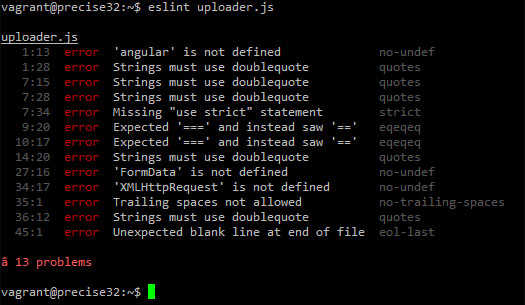 vagrant@precise32:~$ eslint uploader.js
uploader.js
1:13 error 'angular' is not defined no-undef
1:28 error Strings must use doublequote quotes
7:15 error Strings must use doublequote quotes
7:28 error Strings must use doublequote quotes
7:34 error Missing "use strict" statement strict
9:20 error Expected '===' and instead saw '==' eqeqeq
10:17 error Expected '===' and instead saw '==' eqeqeq
14:20 error Strings must use doublequote quotes
27:16 error 'FormData' is not defined no-undef
34:17 error 'XMLHttpRequest' is not defined no-undef
35:1 error Trailing spaces not allowed no-trailing-spaces
36:12 error Strings must use doublequote quotes
45:1 error Unexpected blank line at end of file eol-last
â 13 problems
vagrant@precise32:~$